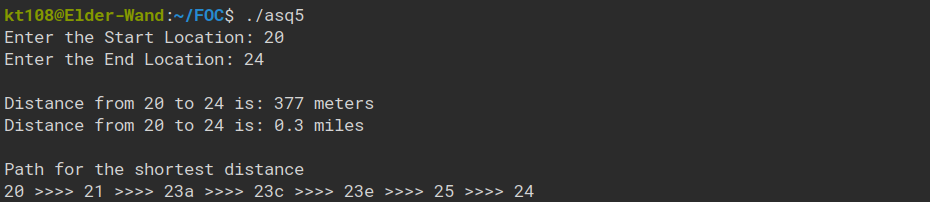 kt108@Elder-Wand:~/FOC$ ./asq5
Enter the Start Location: 20
Enter the End Location: 24
Distance from 20 to 24 is: 377 meters
Distance from 20 to 24 is: 0.3 miles
Path for the shortest distance
20 >>>> 21 >>>> 23a >>>> 23c >>>> 23e >>>> 25 >>>> 24